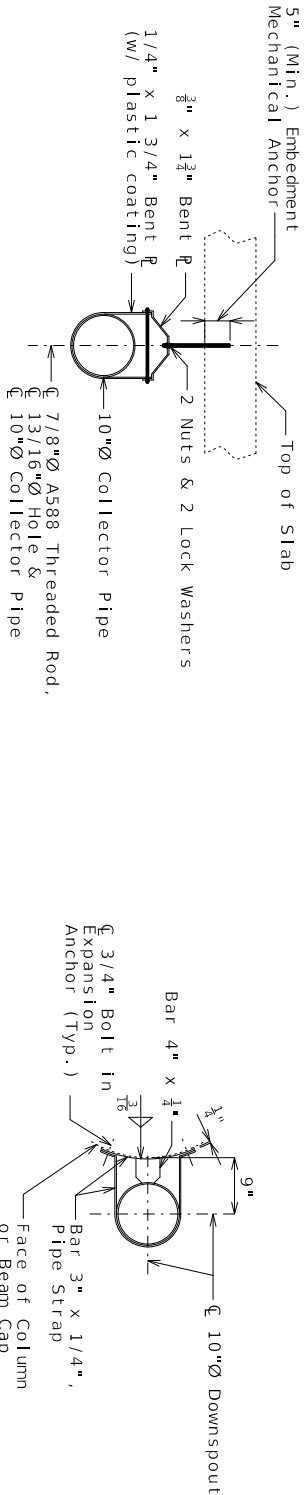 5" (Min.) Embedment
Mechanical Anchor
Top of Slab
3/8" x 1 3/4" Bent ℄
1/4" x 1 3/4" Bent ℄
(w/ plastic coating)
2 Nuts & 2 Lock Washers
10"Ø Collector Pipe
℄ 7/8"Ø A588 Threaded Rod,
℄ 13/16"Ø Hole &
℄ 10"Ø Collector Pipe
1/4"
9"
℄ 10"Ø Downspout
Bar 4" x 1/4"
3/16
℄ 3/4" Bolt in
Expansion
Anchor (Typ.)
Bar 3" x 1/4",
Pipe Strap
Face of Column
or Beam Cap